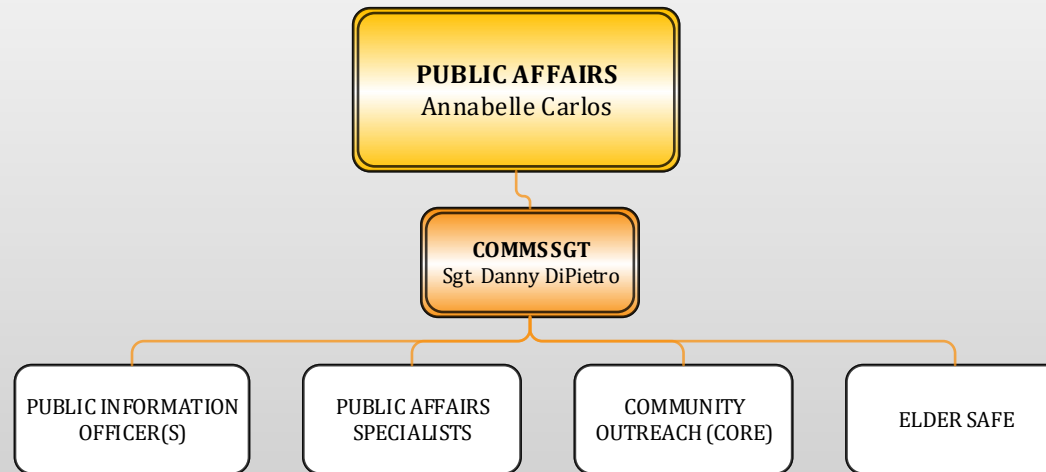 PUBLIC AFFAIRS
Annabelle Carlos
COMMS SGT
Sgt. Danny DiPietro
PUBLIC INFORMATION
OFFICER(S)
PUBLIC AFFAIRS
SPECIALISTS
COMMUNITY
OUTREACH (CORE)
ELDER SAFE